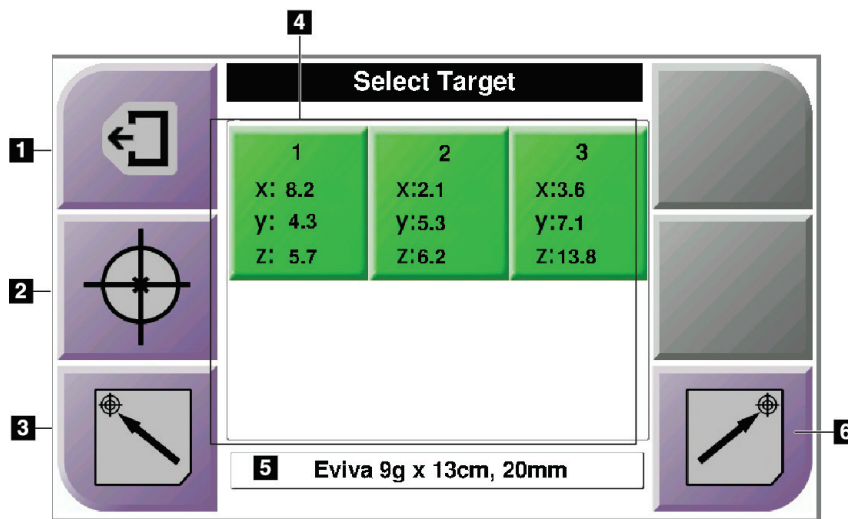 4
Select Target
1
2
3
1 2 3
x: 8.2 x:2.1 x:3.6
y: 4.3 y:5.3 y:7.1
z: 5.7 z:6.2 z:13.8
5 Eviva 9g x 13cm, 20mm
6